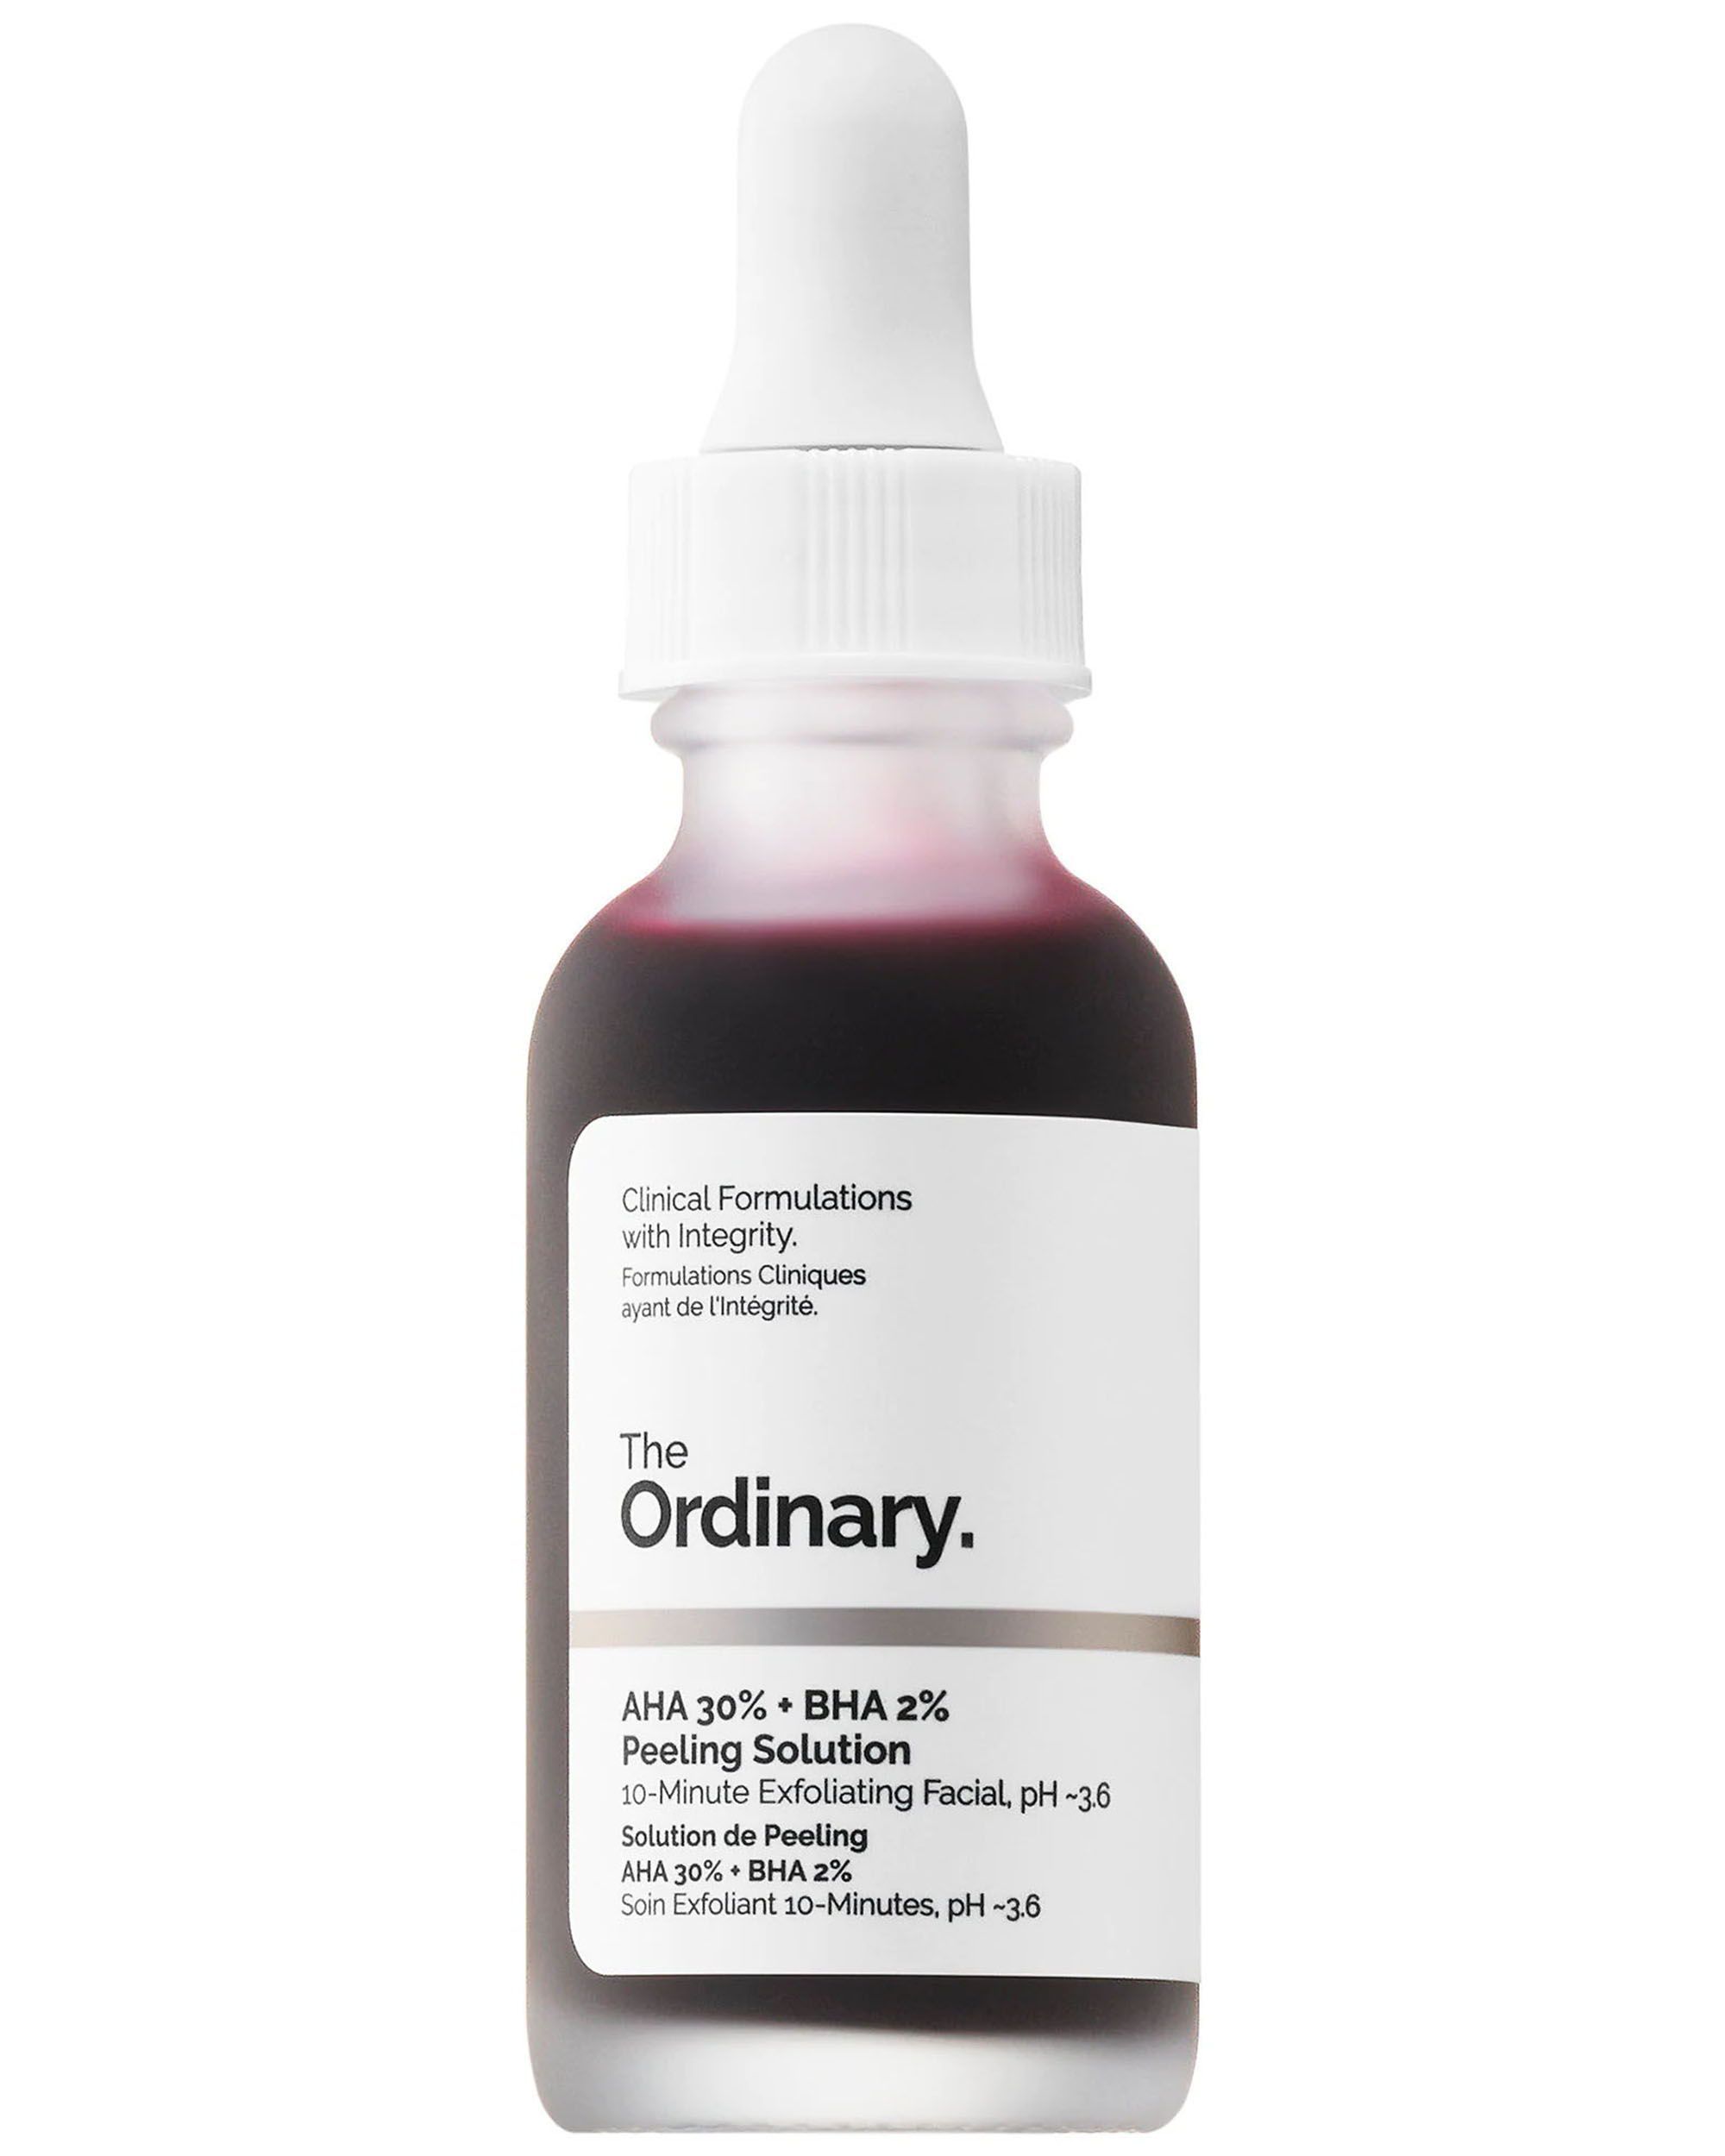 Clinical Formulations
with Integrity.
Formulations Cliniques
ayant de l'Intégrité.
The
Ordinary.
AHA 30% + BHA 2%
Peeling Solution
10-Minute Exfoliating Facial, pH ~3.6
Solution de Peeling
AHA 30% + BHA 2%
Soin Exfoliant 10-Minutes, pH ~3.6